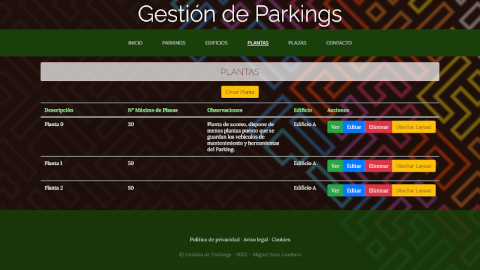 Gestión de Parkings
INICIO PARKINGS EDIFICIOS PLANTAS PLAZAS CONTACTO
PLANTAS
Crear Planta
Descripción Nº Máximo de Plazas Observaciones Edificio Acciones
Planta 0 30 Planta de acceso, dispone de Edificio A Ver Editar Eliminar Diseñar Layout
menos plantas puesto que se
guardan los vehículos de
mantenimiento y herramientas
del Parking.
Planta 1 50 Edificio A Ver Editar Eliminar Diseñar Layout
Planta 2 50 Edificio A Ver Editar Eliminar Diseñar Layout
Política de privacidad · Aviso legal · Cookies
© Gestión de Parkings - 2023 - Miguel Soto Lombra